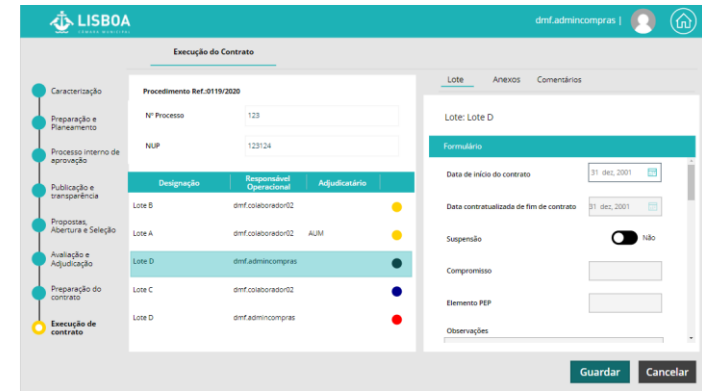 LISBOA
CÂMARA MUNICIPAL
dmf.admincompras |
Execução do Contrato
Caracterização
Preparação e
Planeamento
Processo interno de
aprovação
Publicação e
transparência
Propostas,
Abertura e Seleção
Avaliação e
Adjudicação
Preparação do
contrato
Execução de
contrato
Procedimento Ref.:0119/2020
Nº Processo 123
NUP 123124
Designação Responsável Operacional Adjudicatário
Lote B dmf.colaborador02
Lote A dmf.colaborador02 AUM
Lote D dmf.admincompras
Lote C dmf.colaborador02
Lote D dmf.admincompras
Lote Anexos Comentários
Lote: Lote D
Formulário
Data de início do contrato 31 dez, 2001
Data contratualizada de fim de contrato 31 dez, 2001
Suspensão Não
Compromisso
Elemento PEP
Observações
Guardar Cancelar